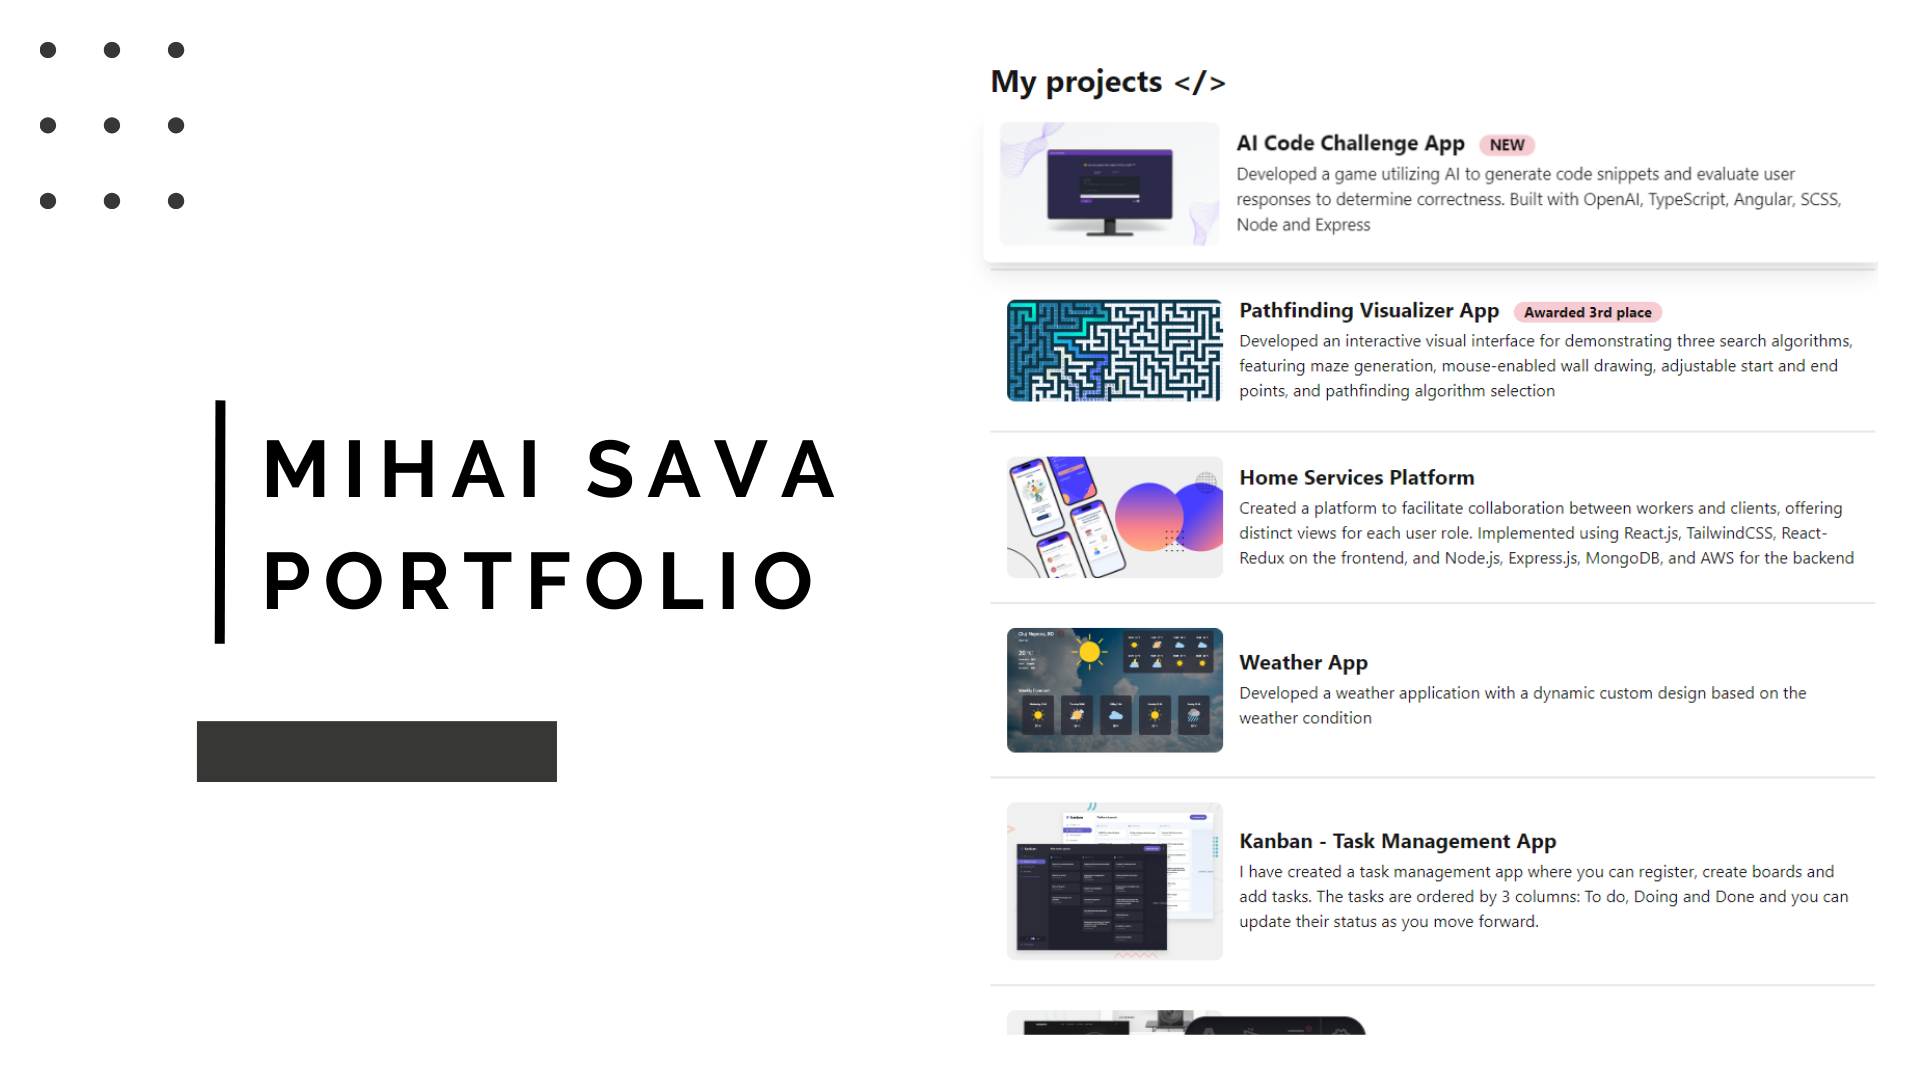 MIHAI SAVA
PORTFOLIO
My projects </>
AI Code Challenge App NEW
Developed a game utilizing AI to generate code snippets and evaluate user
responses to determine correctness. Built with OpenAI, TypeScript, Angular, SCSS,
Node and Express
Pathfinding Visualizer App Awarded 3rd place
Developed an interactive visual interface for demonstrating three search algorithms,
featuring maze generation, mouse-enabled wall drawing, adjustable start and end
points, and pathfinding algorithm selection
Home Services Platform
Created a platform to facilitate collaboration between workers and clients, offering
distinct views for each user role. Implemented using React.js, TailwindCSS, React-
Redux on the frontend, and Node.js, Express.js, MongoDB, and AWS for the backend
Weather App
Developed a weather application with a dynamic custom design based on the
weather condition
Kanban - Task Management App
I have created a task management app where you can register, create boards and
add tasks. The tasks are ordered by 3 columns: To do, Doing and Done and you can
update their status as you move forward.